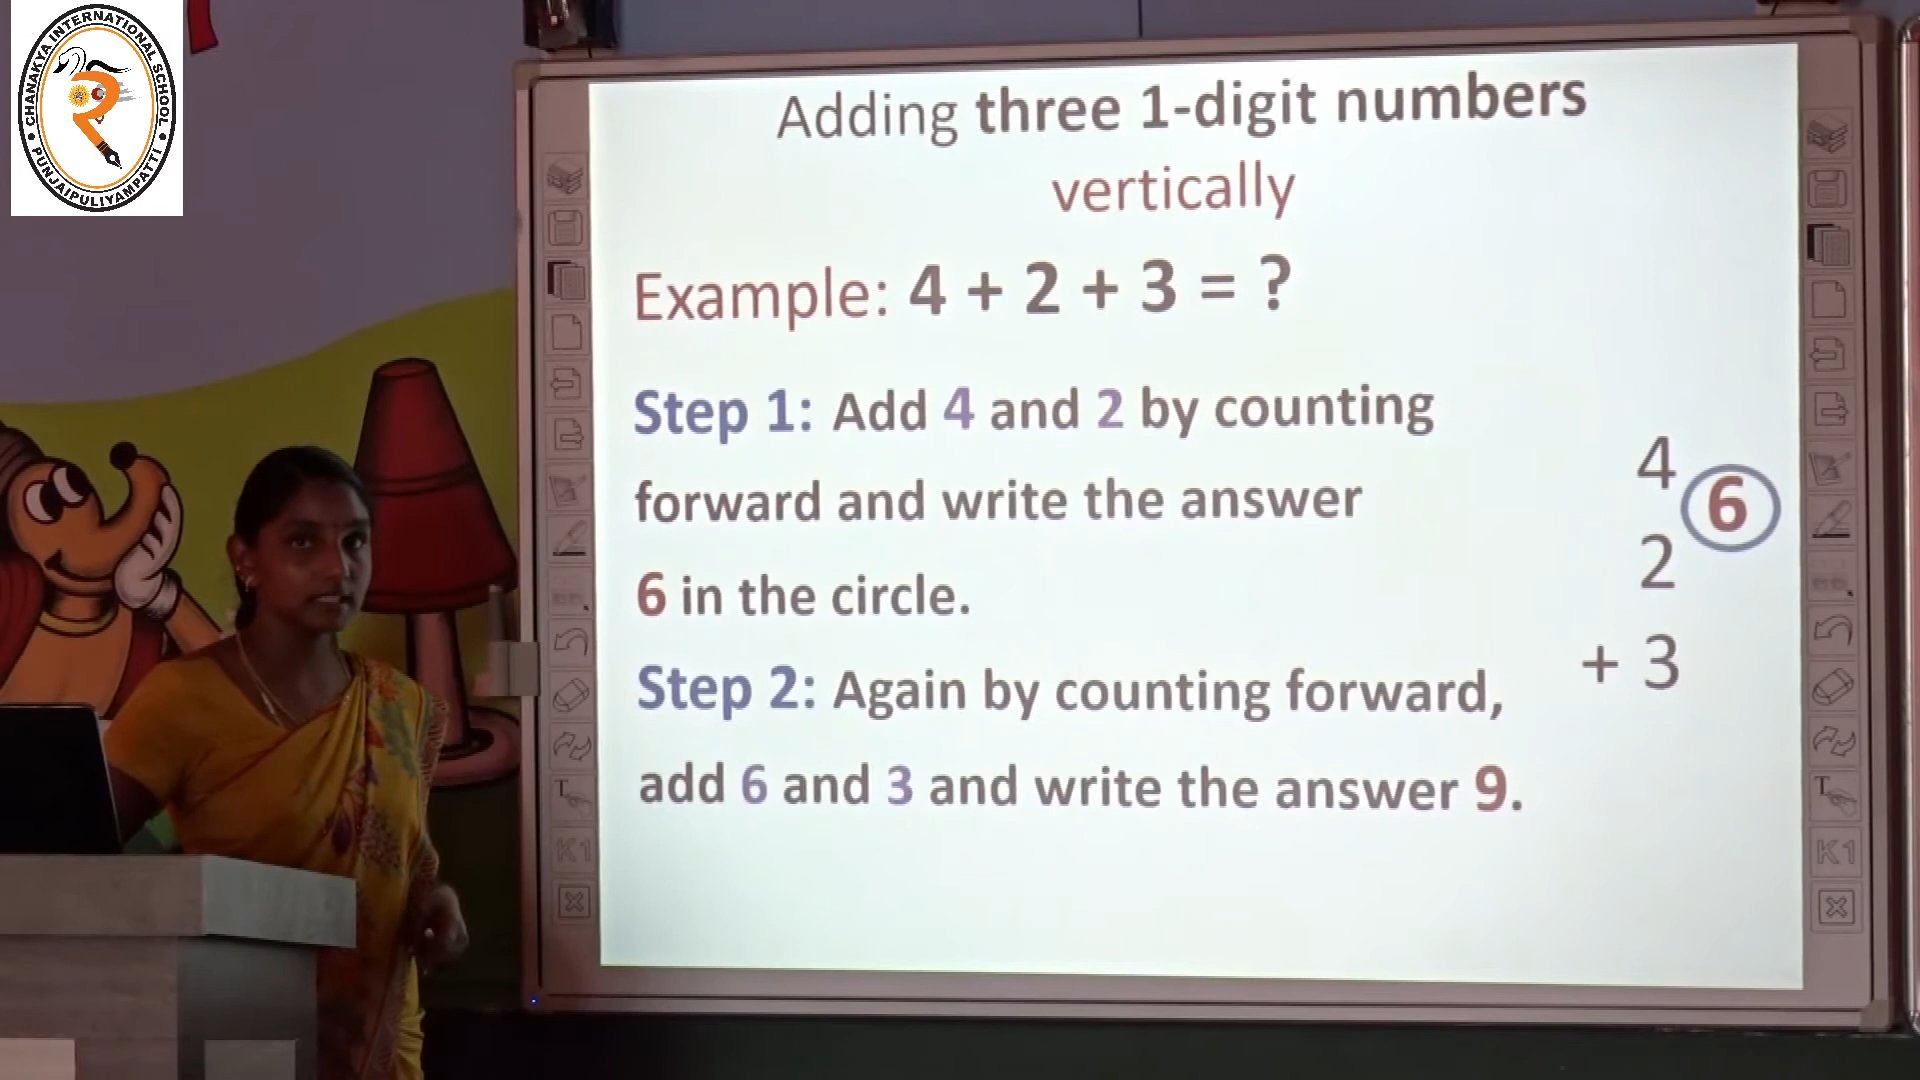 CHANAKYA INTERNATIONAL SCHOOL
PUNJAIPULIYAMPATTI
Adding three 1-digit numbers
vertically
Example: 4 + 2 + 3 = ?
Step 1: Add 4 and 2 by counting
forward and write the answer
6 in the circle.
Step 2: Again by counting forward,
add 6 and 3 and write the answer 9.
4
6
2
+ 3
T
K1
T
K1